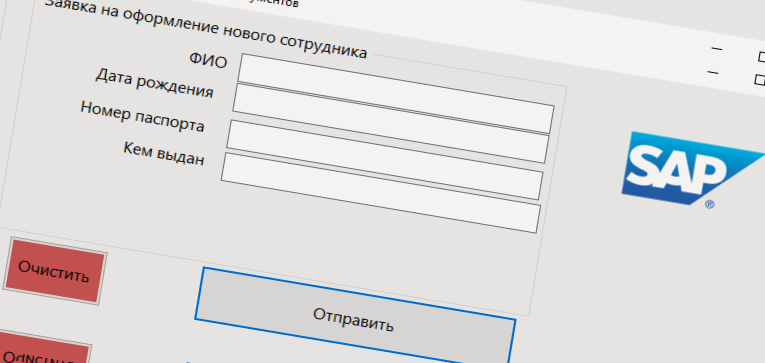 Заявка на оформление нового сотрудника
ФИО
Дата рождения
Номер паспорта
Кем выдан
SAP
®
Очистить
Отправить